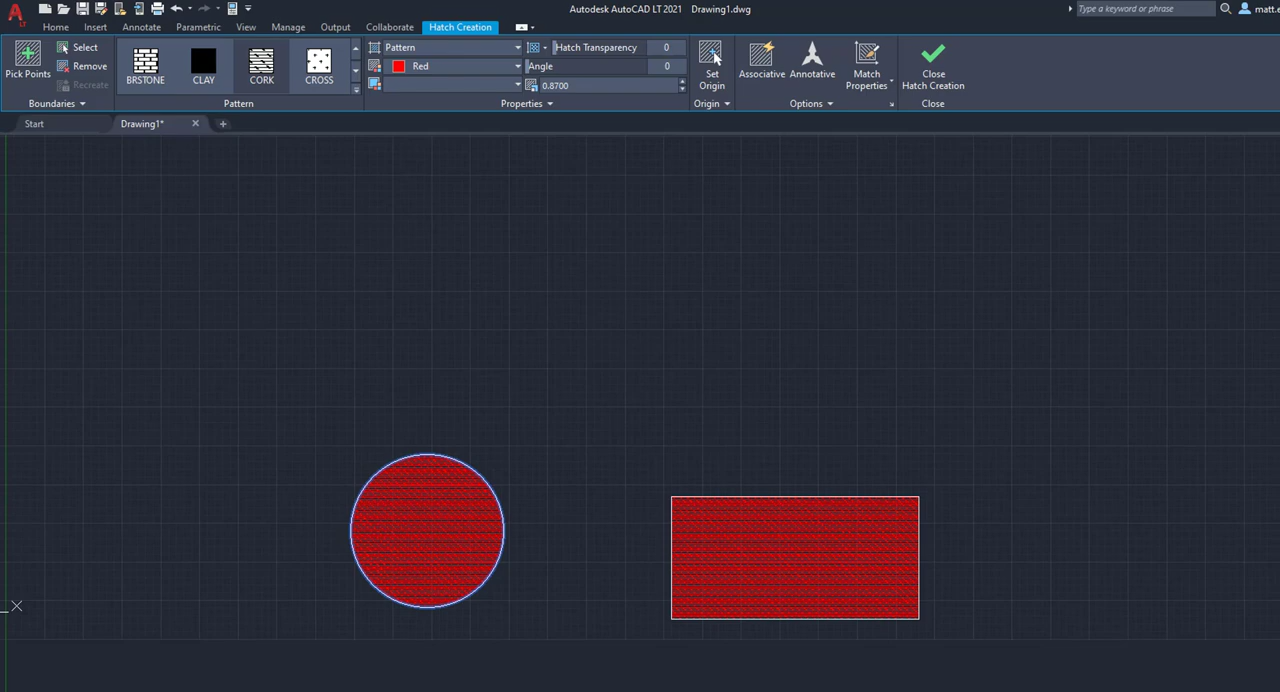 LT
Autodesk AutoCAD LT 2021 Drawing1.dwg
Type a keyword or phrase
matt.e
Home Insert Annotate Parametric View Manage Output Collaborate Hatch Creation
Pick Points
Select
Remove
Recreate
Boundaries
BRSTONE CLAY CORK CROSS
Pattern
Pattern
Red
Hatch Transparency 0
Angle 0
0.8700
Properties
Set
Origin
Origin
Associative
Annotative
Match
Properties
Options
Close
Hatch Creation
Close
Start Drawing1*